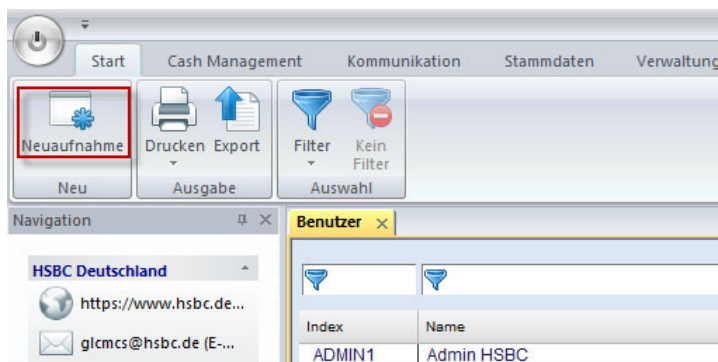 Start Cash Management Kommunikation Stammdaten Verwaltung
Neuaufnahme Drucken Export Filter Kein Filter
Neu Ausgabe Auswahl
Navigation Benutzer
HSBC Deutschland
https://www.hsbc.de...
glcmcs@hsbc.de (E-...
Index Name
ADMIN1 Admin HSBC